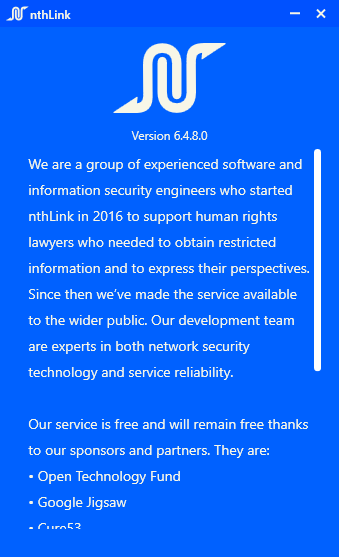 nthLink
Version 6.4.8.0
We are a group of experienced software and
information security engineers who started
nthLink in 2016 to support human rights
lawyers who needed to obtain restricted
information and to express their perspectives.
Since then we've made the service available
to the wider public. Our development team
are experts in both network security
technology and service reliability.
Our service is free and will remain free thanks
to our sponsors and partners. They are:
• Open Technology Fund
• Google Jigsaw
• Cure53